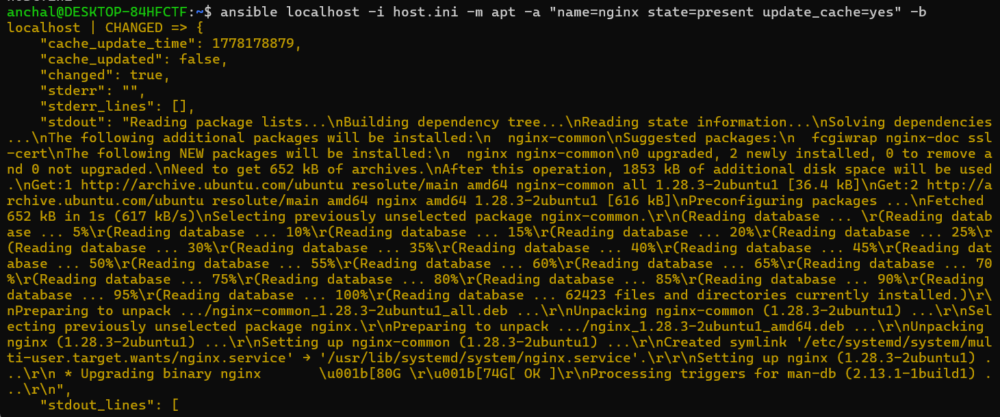 anchal@DESKTOP-84HFCTF:~$ ansible localhost -i host.ini -m apt -a "name=nginx state=present update_cache=yes" -b
localhost | CHANGED => {
    "cache_update_time": 1778178879,
    "cache_updated": false,
    "changed": true,
    "stderr": "",
    "stderr_lines": [],
    "stdout": "Reading package lists...\nBuilding dependency tree...\nReading state information...\nSolving dependencies
...\nThe following additional packages will be installed:\n  nginx-common\nSuggested packages:\n  fcgiwrap nginx-doc ssl
-cert\nThe following NEW packages will be installed:\n  nginx nginx-common\n0 upgraded, 2 newly installed, 0 to remove a
nd 0 not upgraded.\nNeed to get 652 kB of archives.\nAfter this operation, 1853 kB of additional disk space will be used
.\nGet:1 http://archive.ubuntu.com/ubuntu resolute/main amd64 nginx-common all 1.28.3-2ubuntu1 [36.4 kB]\nGet:2 http://a
rchive.ubuntu.com/ubuntu resolute/main amd64 nginx amd64 1.28.3-2ubuntu1 [616 kB]\nPreconfiguring packages ...\nFetched
652 kB in 1s (617 kB/s)\nSelecting previously unselected package nginx-common.\r\n(Reading database ... \r(Reading datab
ase ... 5%\r(Reading database ... 10%\r(Reading database ... 15%\r(Reading database ... 20%\r(Reading database ... 25%\r
(Reading database ... 30%\r(Reading database ... 35%\r(Reading database ... 40%\r(Reading database ... 45%\r(Reading dat
abase ... 50%\r(Reading database ... 55%\r(Reading database ... 60%\r(Reading database ... 65%\r(Reading database ... 70
%\r(Reading database ... 75%\r(Reading database ... 80%\r(Reading database ... 85%\r(Reading database ... 90%\r(Reading
database ... 95%\r(Reading database ... 100%\r(Reading database ... 62423 files and directories currently installed.)\r\
nPreparing to unpack .../nginx-common_1.28.3-2ubuntu1_all.deb ...\r\nUnpacking nginx-common (1.28.3-2ubuntu1) ...\r\nSel
ecting previously unselected package nginx.\r\nPreparing to unpack .../nginx_1.28.3-2ubuntu1_amd64.deb ...\r\nUnpacking
nginx (1.28.3-2ubuntu1) ...\r\nSetting up nginx-common (1.28.3-2ubuntu1) ...\r\nCreated symlink '/etc/systemd/system/mul
ti-user.target.wants/nginx.service' → '/usr/lib/systemd/system/nginx.service'.\r\r\nSetting up nginx (1.28.3-2ubuntu1) .
..\r\n * Upgrading binary nginx       \u001b[80G \r\u001b[74G[ OK ]\r\nProcessing triggers for man-db (2.13.1-1build1) .
..\r\n",
    "stdout_lines": [